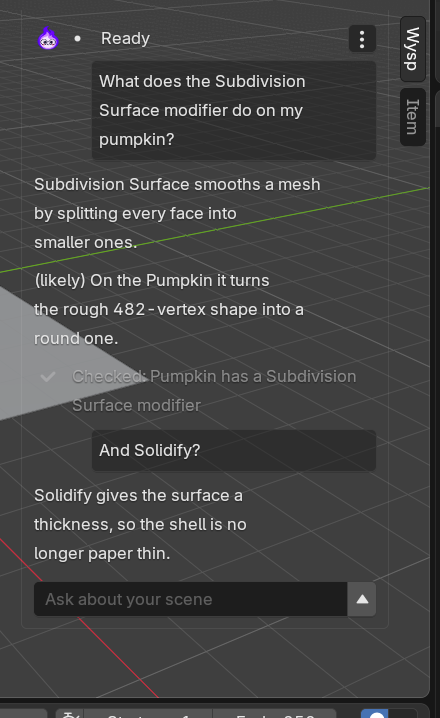 Ready
What does the Subdivision
Surface modifier do on my
pumpkin?
Subdivision Surface smooths a mesh
by splitting every face into
smaller ones.
(likely) On the Pumpkin it turns
the rough 482-vertex shape into a
round one.
Checked: Pumpkin has a Subdivision
Surface modifier
And Solidify?
Solidify gives the surface a
thickness, so the shell is no
longer paper thin.
Ask about your scene
Wysp
Item